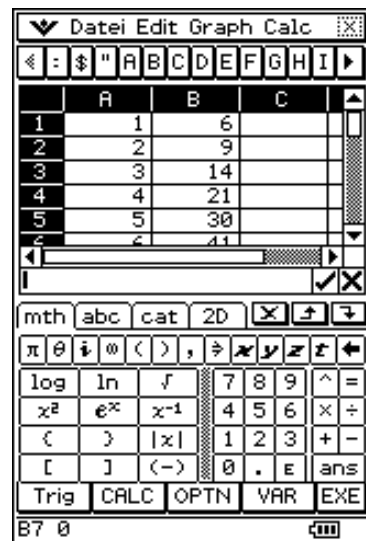 Datei Edit Graph Calc
: $ " A B C D E F G H I
A B C
1 1 6
2 2 9
3 3 14
4 4 21
5 5 30
6 6 41
mth abc cat 2D
π θ i ∞ ( ) , ⇒ x y z t
log ln √ 7 8 9 ^ =
x² eˣ x⁻¹ 4 5 6 × ÷
( ) |x| 1 2 3 + −
[ ] (−) 0 . E ans
Trig CALC OPTN VAR EXE
B7 0